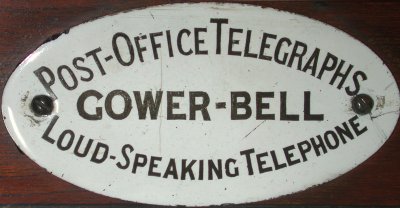 POST-OFFICE TELEGRAPHS
GOWER-BELL
LOUD-SPEAKING TELEPHONE